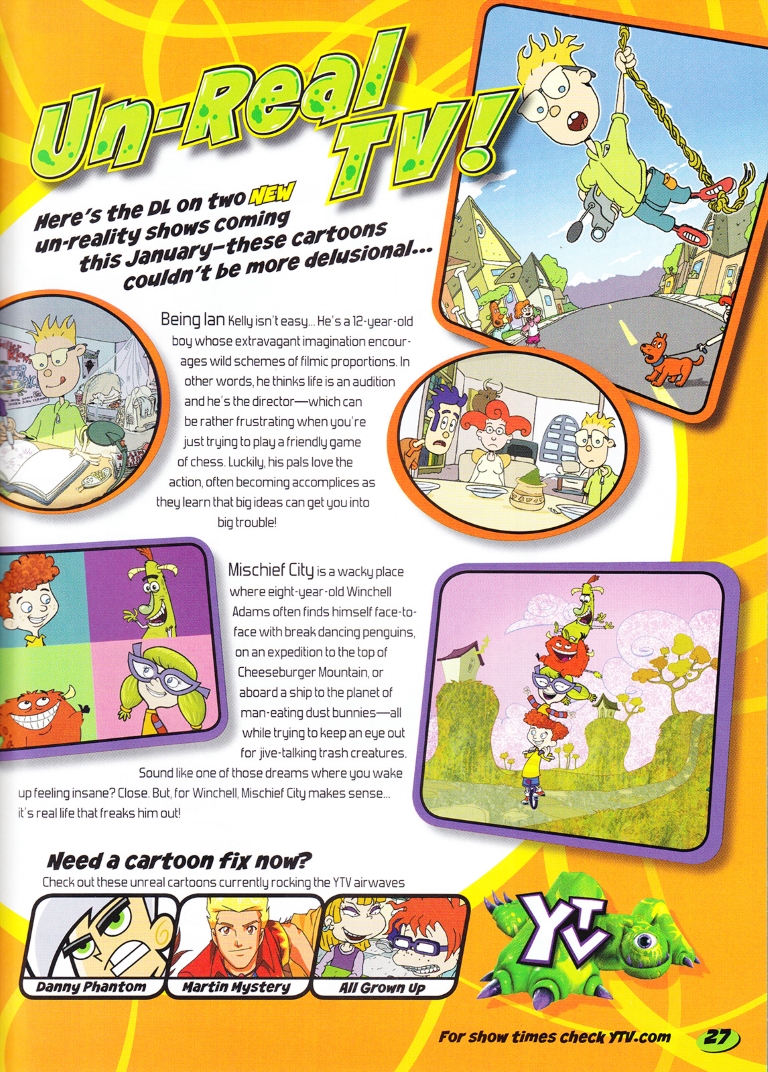 Un-Real
TV!
Here's the DL on two NEW
un-reality shows coming
this January—these cartoons
couldn't be more delusional...
Being Ian Kelly isn't easy... He's a 12-year-old
boy whose extravagant imagination encour-
ages wild schemes of filmic proportions. In
other words, he thinks life is an audition
and he's the director—which can
be rather frustrating when you're
just trying to play a friendly game
of chess. Luckily, his pals love the
action, often becoming accomplices as
they learn that big ideas can get you into
big trouble!
Mischief City is a wacky place
where eight-year-old Winchell
Adams often finds himself face-to-
face with break dancing penguins,
on an expedition to the top of
Cheeseburger Mountain, or
aboard a ship to the planet of
man-eating dust bunnies—all
while trying to keep an eye out
for jive-talking trash creatures.
Sound like one of those dreams where you wake
up feeling insane? Close. But, for Winchell, Mischief City makes sense...
it's real life that freaks him out!
Need a cartoon fix now?
Check out these unreal cartoons currently rocking the YTV airwaves
Danny Phantom
Martin Mystery
All Grown Up
YTV
For show times check YTV.com
27